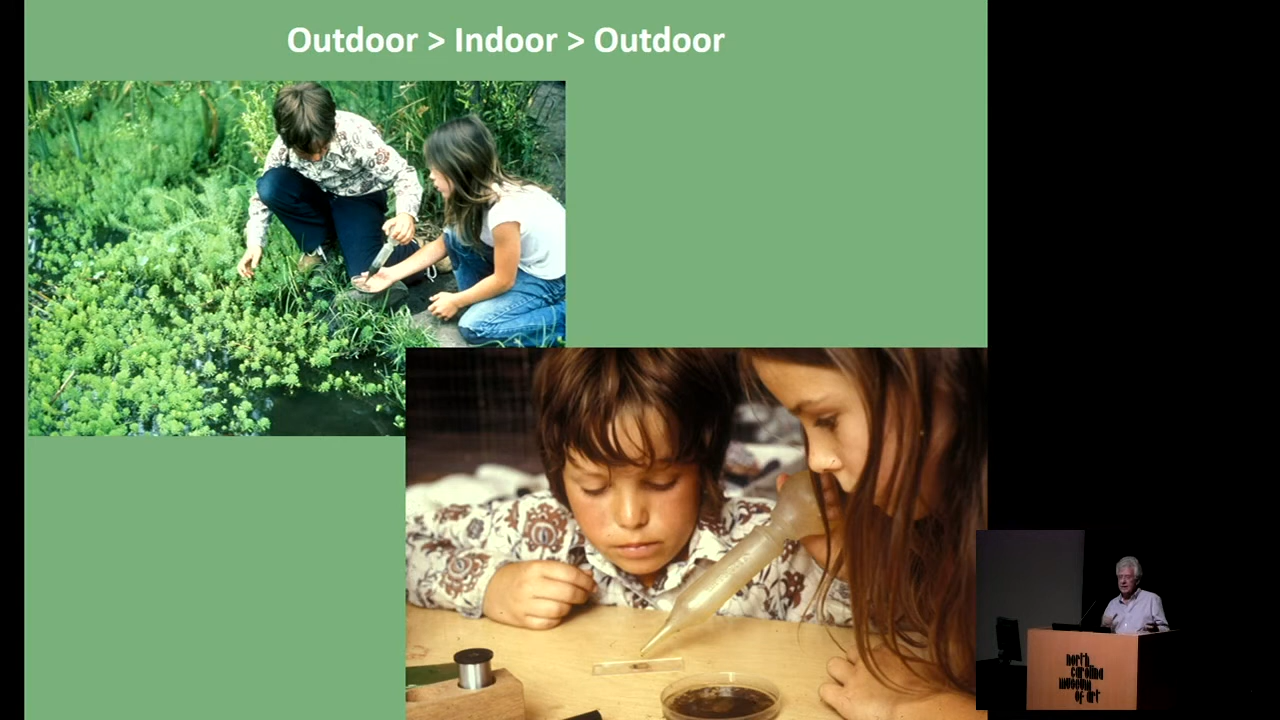 Outdoor > Indoor > Outdoor
north
carolina
museum
of art